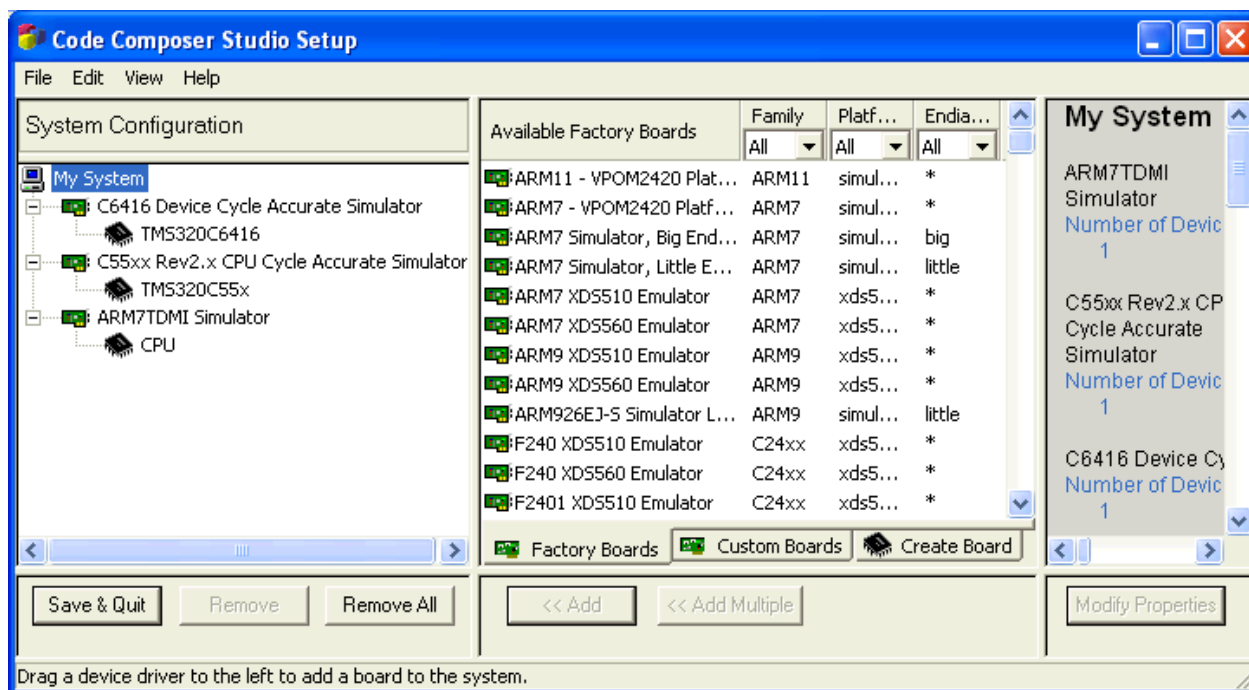 Code Composer Studio Setup
File Edit View Help
System Configuration
My System
C6416 Device Cycle Accurate Simulator
TMS320C6416
C55xx Rev2.x CPU Cycle Accurate Simulator
TMS320C55x
ARM7TDMI Simulator
CPU
Available Factory Boards Family Platf... Endia...
All All All
ARM11 - VPOM2420 Plat... ARM11 simul... *
ARM7 - VPOM2420 Platf... ARM7 simul... *
ARM7 Simulator, Big End... ARM7 simul... big
ARM7 Simulator, Little E... ARM7 simul... little
ARM7 XDS510 Emulator ARM7 xds5... *
ARM7 XDS560 Emulator ARM7 xds5... *
ARM9 XDS510 Emulator ARM9 xds5... *
ARM9 XDS560 Emulator ARM9 xds5... *
ARM926EJ-S Simulator L... ARM9 simul... little
F240 XDS510 Emulator C24xx xds5... *
F240 XDS560 Emulator C24xx xds5... *
F2401 XDS510 Emulator C24xx xds5... *
Factory Boards Custom Boards Create Board
My System
ARM7TDMI
Simulator
Number of Devic
1
C55xx Rev2.x CP
Cycle Accurate
Simulator
Number of Devic
1
C6416 Device Cy
Number of Devic
1
Save & Quit Remove Remove All
<< Add << Add Multiple
Modify Properties
Drag a device driver to the left to add a board to the system.